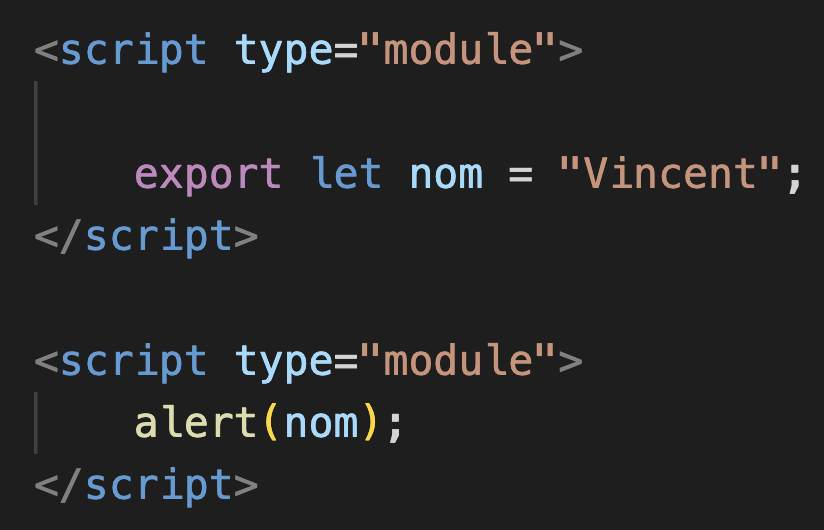 <script type="module">
export let nom = "Vincent";
</script>
<script type="module">
alert(nom);
</script>